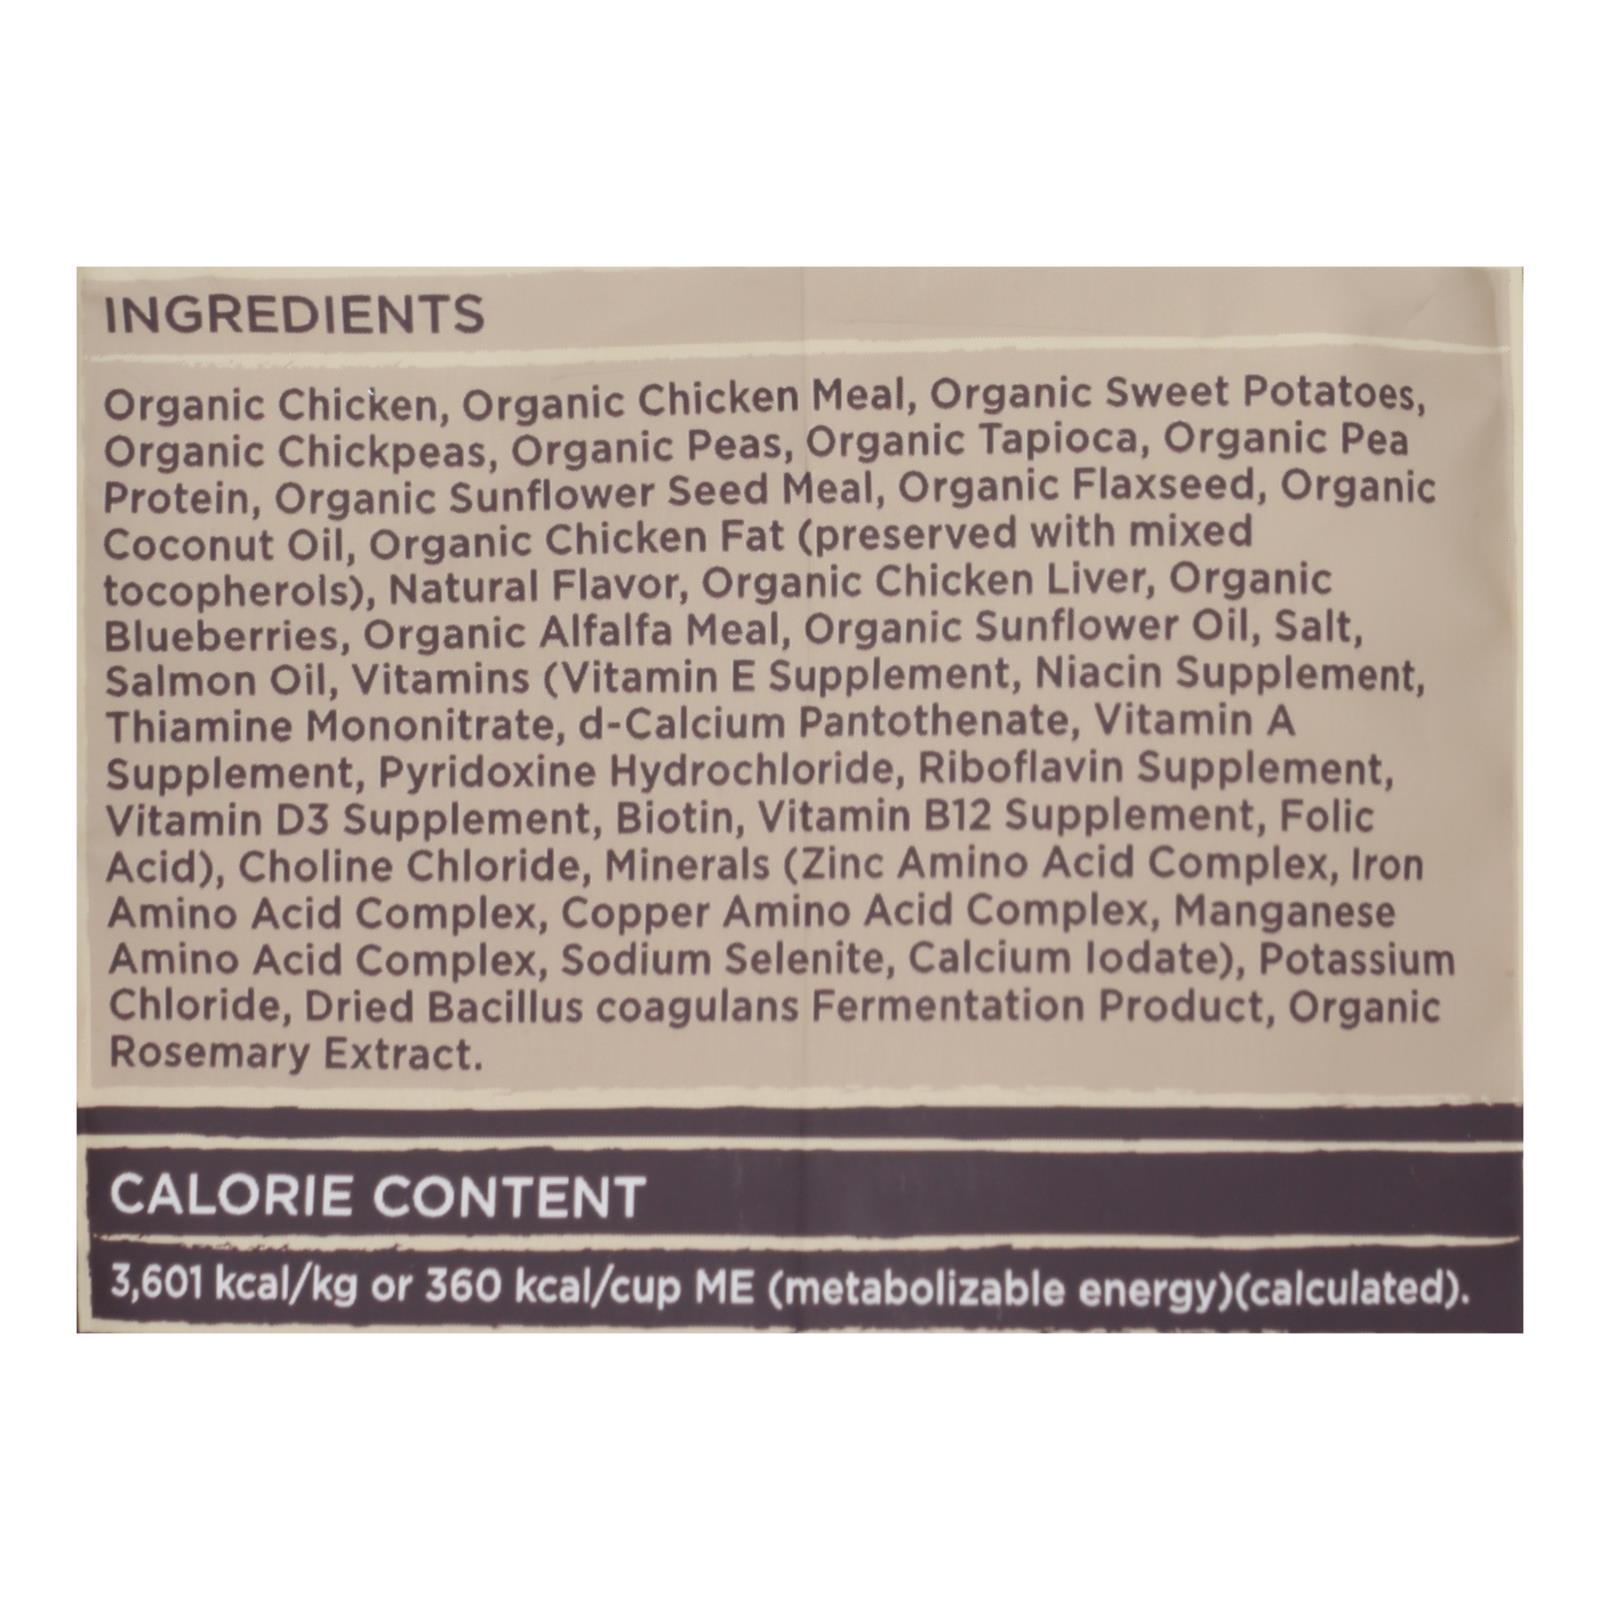 INGREDIENTS
Organic Chicken, Organic Chicken Meal, Organic Sweet Potatoes,
Organic Chickpeas, Organic Peas, Organic Tapioca, Organic Pea
Protein, Organic Sunflower Seed Meal, Organic Flaxseed, Organic
Coconut Oil, Organic Chicken Fat (preserved with mixed
tocopherols), Natural Flavor, Organic Chicken Liver, Organic
Blueberries, Organic Alfalfa Meal, Organic Sunflower Oil, Salt,
Salmon Oil, Vitamins (Vitamin E Supplement, Niacin Supplement,
Thiamine Mononitrate, d-Calcium Pantothenate, Vitamin A
Supplement, Pyridoxine Hydrochloride, Riboflavin Supplement,
Vitamin D3 Supplement, Biotin, Vitamin B12 Supplement, Folic
Acid), Choline Chloride, Minerals (Zinc Amino Acid Complex, Iron
Amino Acid Complex, Copper Amino Acid Complex, Manganese
Amino Acid Complex, Sodium Selenite, Calcium Iodate), Potassium
Chloride, Dried Bacillus coagulans Fermentation Product, Organic
Rosemary Extract.
CALORIE CONTENT
3,601 kcal/kg or 360 kcal/cup ME (metabolizable energy)(calculated).